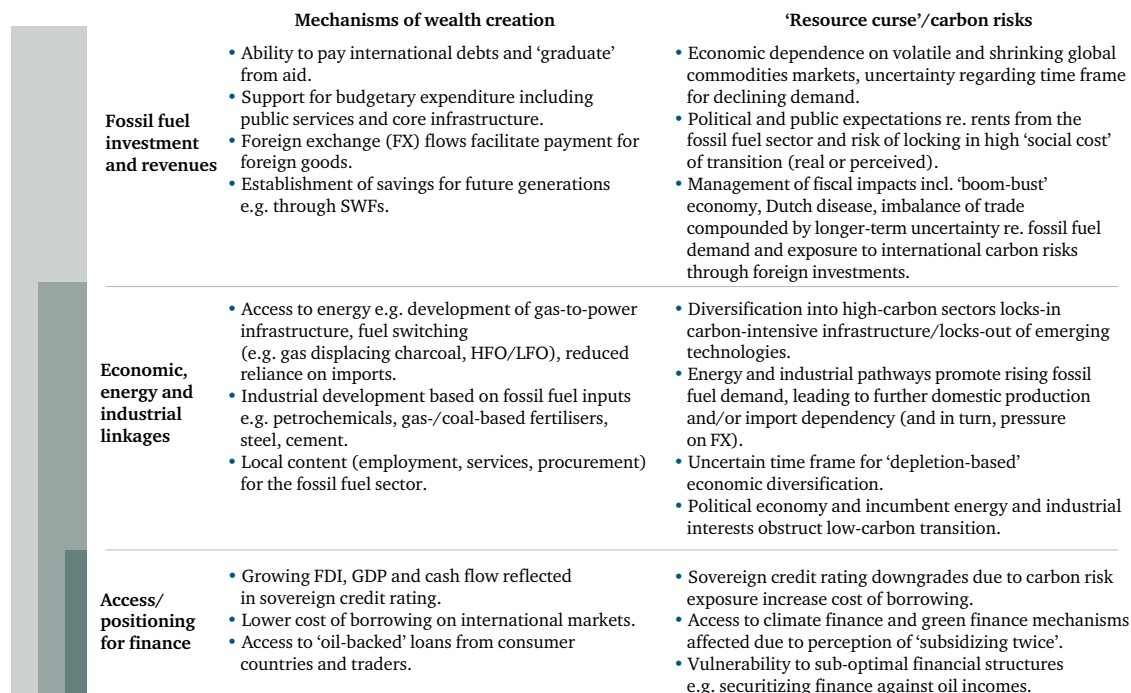 Mechanisms of wealth creation
‘Resource curse’/carbon risks
Fossil fuel
investment
and revenues
• Ability to pay international debts and ‘graduate’
from aid.
• Support for budgetary expenditure including
public services and core infrastructure.
• Foreign exchange (FX) flows facilitate payment for
foreign goods.
• Establishment of savings for future generations
e.g. through SWFs.
• Economic dependence on volatile and shrinking global
commodities markets, uncertainty regarding time frame
for declining demand.
• Political and public expectations re. rents from the
fossil fuel sector and risk of locking in high ‘social cost’
of transition (real or perceived).
• Management of fiscal impacts incl. ‘boom-bust’
economy, Dutch disease, imbalance of trade
compounded by longer-term uncertainty re. fossil fuel
demand and exposure to international carbon risks
through foreign investments.
Economic,
energy and
industrial
linkages
• Access to energy e.g. development of gas-to-power
infrastructure, fuel switching
(e.g. gas displacing charcoal, HFO/LFO), reduced
reliance on imports.
• Industrial development based on fossil fuel inputs
e.g. petrochemicals, gas-/coal-based fertilisers,
steel, cement.
• Local content (employment, services, procurement)
for the fossil fuel sector.
• Diversification into high-carbon sectors locks-in
carbon-intensive infrastructure/locks-out of emerging
technologies.
• Energy and industrial pathways promote rising fossil
fuel demand, leading to further domestic production
and/or import dependency (and in turn, pressure
on FX).
• Uncertain time frame for ‘depletion-based’
economic diversification.
• Political economy and incumbent energy and industrial
interests obstruct low-carbon transition.
Access/
positioning
for finance
• Growing FDI, GDP and cash flow reflected
in sovereign credit rating.
• Lower cost of borrowing on international markets.
• Access to ‘oil-backed’ loans from consumer
countries and traders.
• Sovereign credit rating downgrades due to carbon risk
exposure increase cost of borrowing.
• Access to climate finance and green finance mechanisms
affected due to perception of ‘subsidizing twice’.
• Vulnerability to sub-optimal financial structures
e.g. securitizing finance against oil incomes.